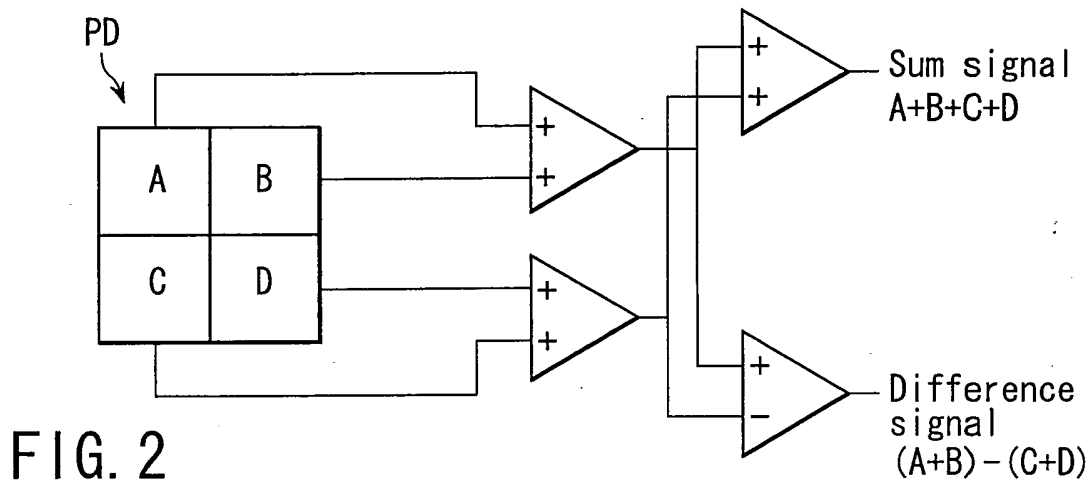 PD
A B
C D
+
+
+
+
+
+
+
−
Sum signal
A+B+C+D
Difference
signal
(A+B)−(C+D)
FIG. 2